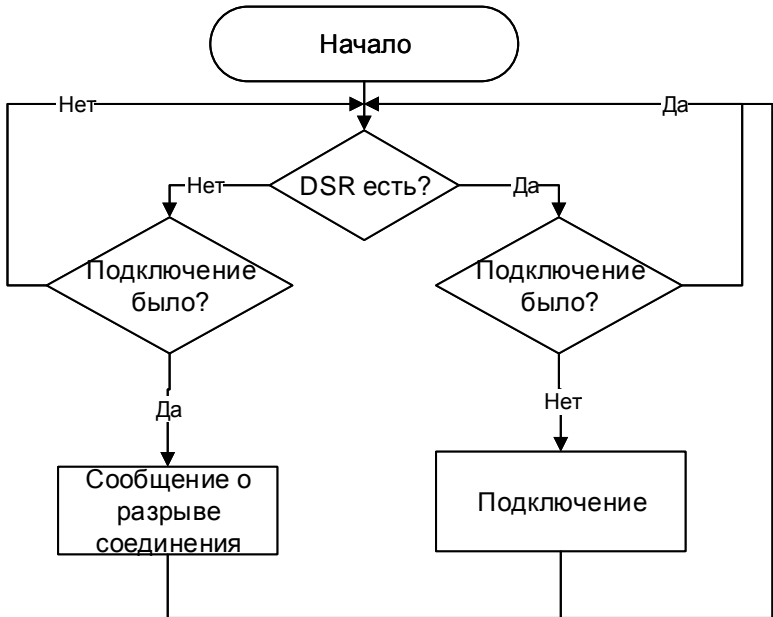 Начало
Нет
Да
DSR есть?
Нет
Да
Подключение
было?
Подключение
было?
Да
Нет
Сообщение о
разрыве
соединения
Подключение